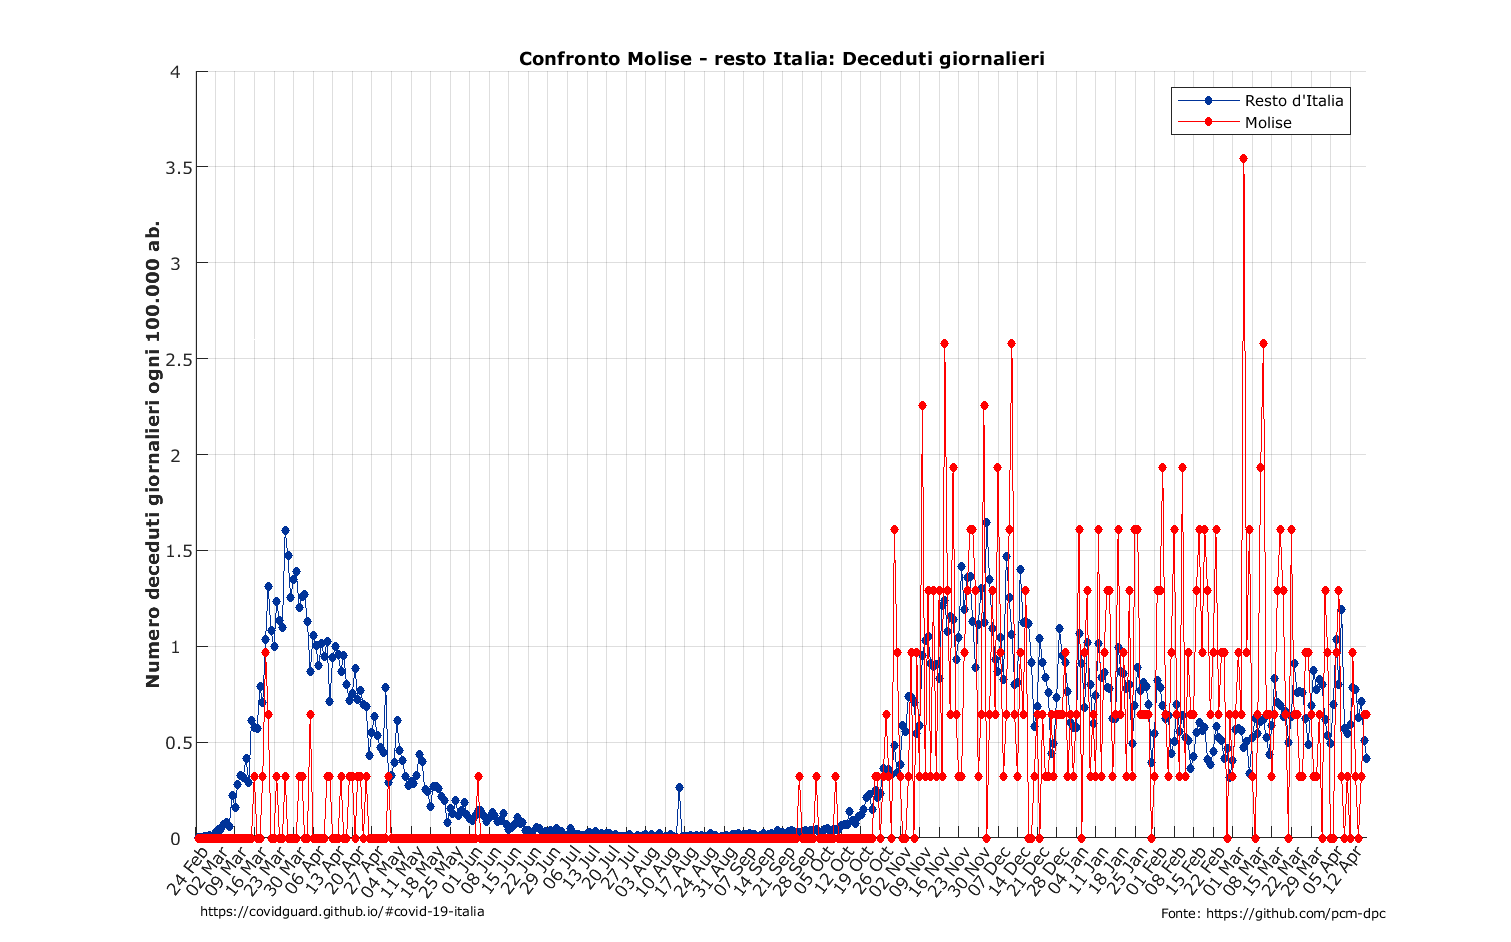 Confronto Molise - resto Italia: Deceduti giornalieri
Resto d'Italia
Molise
Numero deceduti giornalieri ogni 100.000 ab.
4
3.5
3
2.5
2
1.5
1
0.5
0
24 Feb
02 Mar
09 Mar
16 Mar
23 Mar
30 Mar
06 Apr
13 Apr
20 Apr
27 Apr
04 May
11 May
18 May
25 May
01 Jun
08 Jun
15 Jun
22 Jun
29 Jun
06 Jul
13 Jul
20 Jul
27 Jul
03 Aug
10 Aug
17 Aug
24 Aug
31 Aug
07 Sep
14 Sep
21 Sep
28 Sep
05 Oct
12 Oct
19 Oct
26 Oct
02 Nov
09 Nov
16 Nov
23 Nov
30 Nov
07 Dec
14 Dec
21 Dec
28 Dec
04 Jan
11 Jan
18 Jan
25 Jan
01 Feb
08 Feb
15 Feb
22 Feb
01 Mar
08 Mar
15 Mar
22 Mar
29 Mar
05 Apr
12 Apr
https://covidguard.github.io/#covid-19-italia
Fonte: https://github.com/pcm-dpc